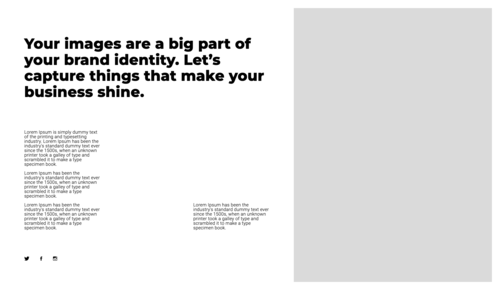 Your images are a big part of
your brand identity. Let’s
capture things that make your
business shine.
Lorem Ipsum is simply dummy text
of the printing and typesetting
industry. Lorem Ipsum has been the
industry's standard dummy text ever
since the 1500s, when an unknown
printer took a galley of type and
scrambled it to make a type
specimen book.
Lorem Ipsum has been the
industry's standard dummy text ever
since the 1500s, when an unknown
printer took a galley of type and
scrambled it to make a type
specimen book.
Lorem Ipsum has been the
industry's standard dummy text ever
since the 1500s, when an unknown
printer took a galley of type and
scrambled it to make a type
specimen book.
Lorem Ipsum has been the
industry's standard dummy text ever
since the 1500s, when an unknown
printer took a galley of type and
scrambled it to make a type
specimen book.